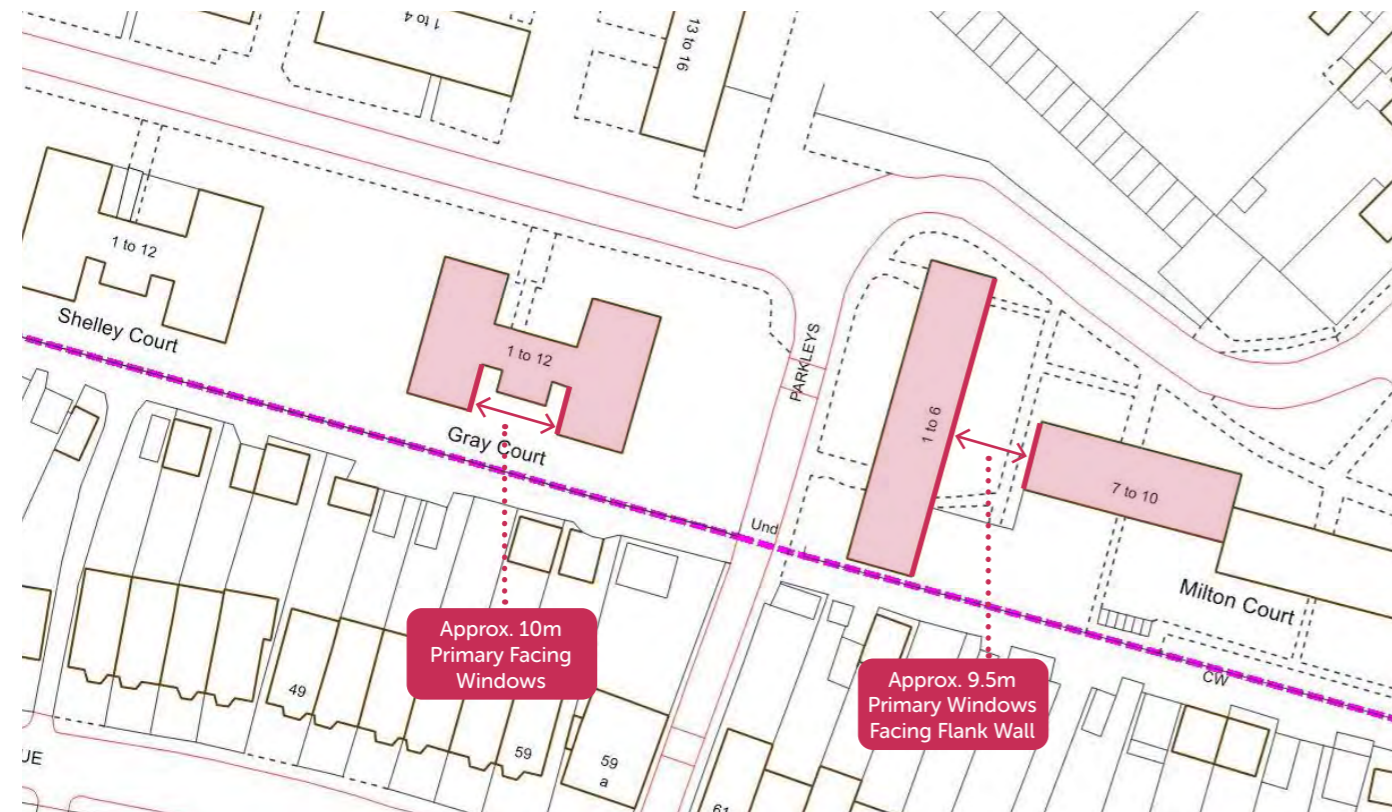 1 to 4
13 to 16
1 to 12
Shelley Court
1 to 12
Gray Court
PARKLEYS
1 to 6
7 to 10
Und
Milton Court
CW
Approx. 10m
Primary Facing
Windows
Approx. 9.5m
Primary Windows
Facing Flank Wall
49
59
59
a
61
UE